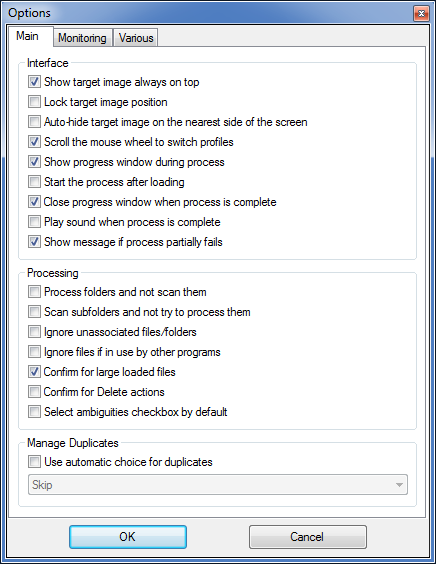 Options
Main Monitoring Various
Interface
Show target image always on top
Lock target image position
Auto-hide target image on the nearest side of the screen
Scroll the mouse wheel to switch profiles
Show progress window during process
Start the process after loading
Close progress window when process is complete
Play sound when process is complete
Show message if process partially fails
Processing
Process folders and not scan them
Scan subfolders and not try to process them
Ignore unassociated files/folders
Ignore files if in use by other programs
Confirm for large loaded files
Confirm for Delete actions
Select ambiguities checkbox by default
Manage Duplicates
Use automatic choice for duplicates
Skip
OK Cancel